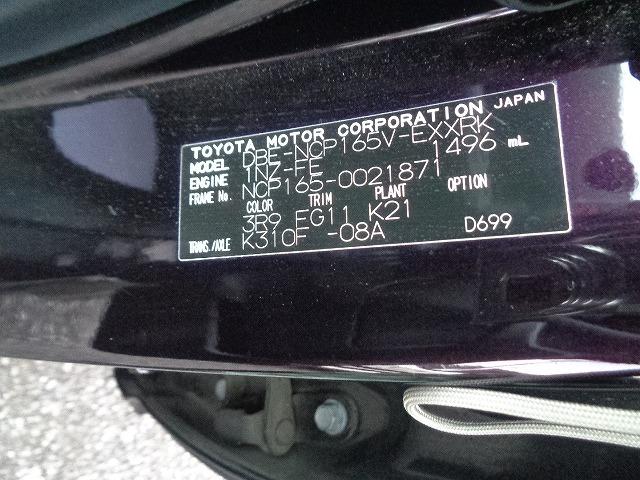 TOYOTA MOTOR CORPORATION JAPAN
MODEL DBE-NCP165V-EXXRK
ENGINE 1NZ-FE 1496 mL
FRAME No. NCP165-0021871
COLOR TRIM PLANT OPTION
3R9 FG11 K21
TRANS./AXLE K310F -08A D699